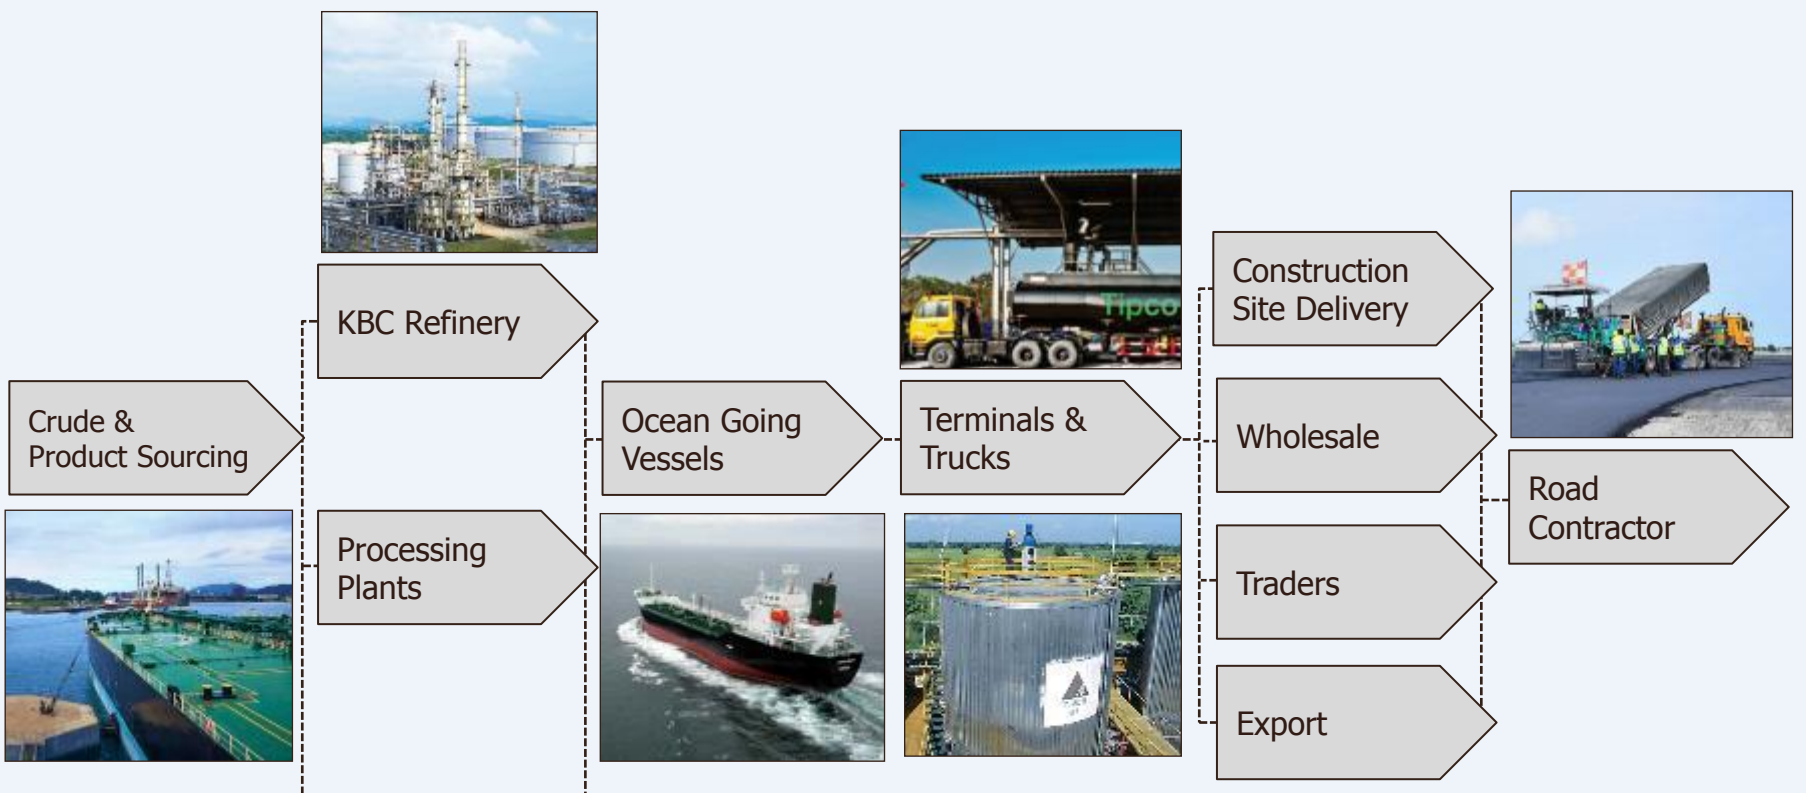 KBC Refinery
Crude &
Product Sourcing
Processing
Plants
Ocean Going
Vessels
Tipco
Terminals &
Trucks
Construction
Site Delivery
Wholesale
Traders
Export
Road
Contractor